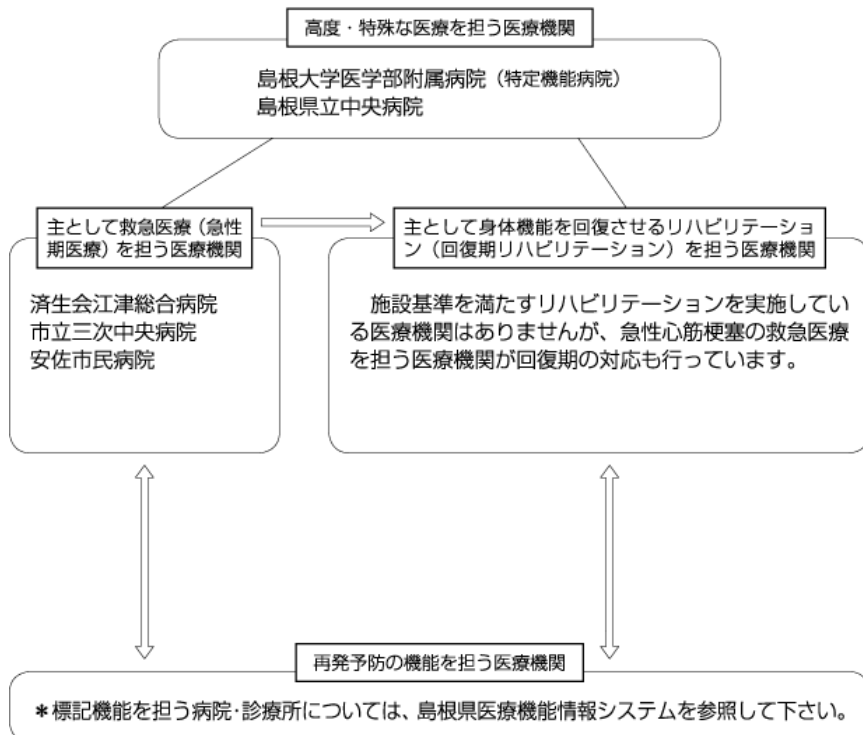 高度・特殊な医療を担う医療機関
島根大学医学部附属病院（特定機能病院）
島根県立中央病院
主として救急医療（急性
期医療）を担う医療機関
済生会江津総合病院
市立三次中央病院
安佐市民病院
主として身体機能を回復させるリハビリテーショ
ン（回復期リハビリテーション）を担う医療機関
施設基準を満たすリハビリテーションを実施してい
る医療機関はありませんが、急性心筋梗塞の救急医療
を担う医療機関が回復期の対応も行っています。
再発予防の機能を担う医療機関
＊標記機能を担う病院・診療所については、島根県医療機能情報システムを参照して下さい。